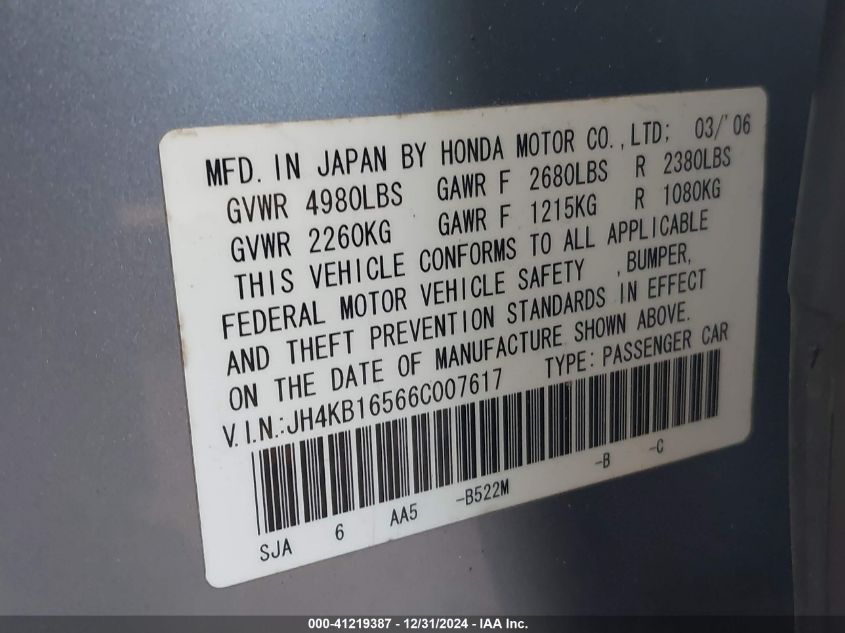 MFD. IN JAPAN BY HONDA MOTOR CO.,LTD; 03/'06
GVWR 4980LBS GAWR F 2680LBS R 2380LBS
GVWR 2260KG GAWR F 1215KG R 1080KG
THIS VEHICLE CONFORMS TO ALL APPLICABLE
FEDERAL MOTOR VEHICLE SAFETY ,BUMPER,
AND THEFT PREVENTION STANDARDS IN EFFECT
ON THE DATE OF MANUFACTURE SHOWN ABOVE.
V.I.N.:JH4KB16566C007617 TYPE: PASSENGER CAR
SJA 6 AA5 -B522M -B -C
000-41219387 - 12/31/2024 - IAA Inc.